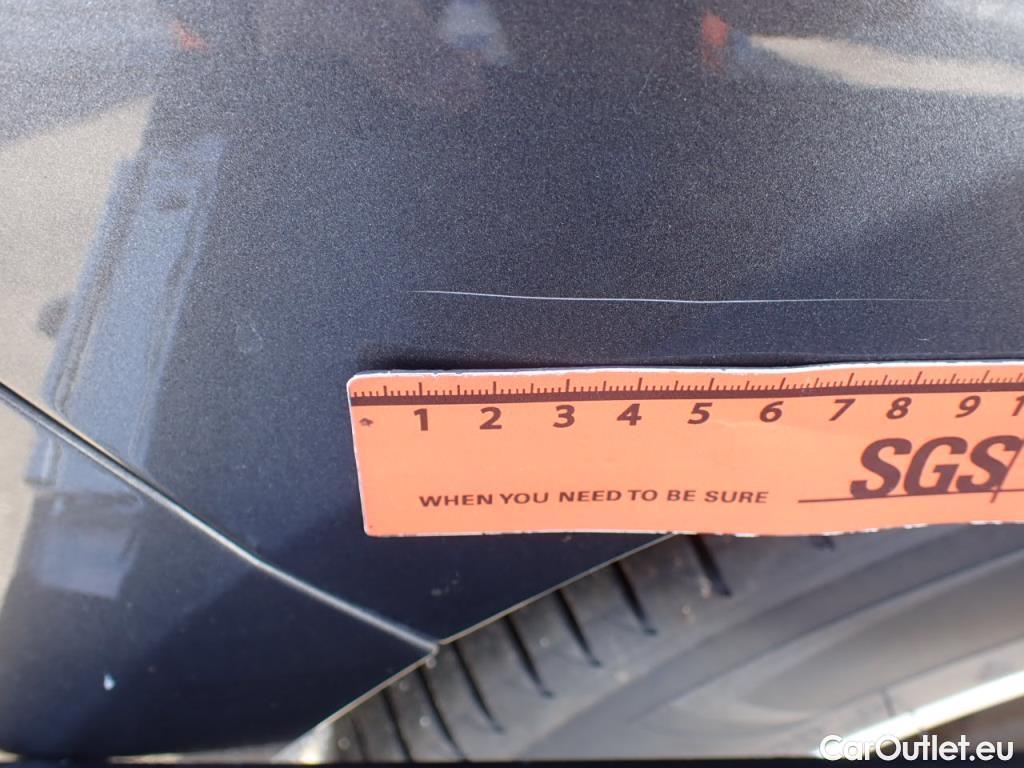 1 2 3 4 5 6 7 8 9
SGS
WHEN YOU NEED TO BE SURE
CarOutlet.eu